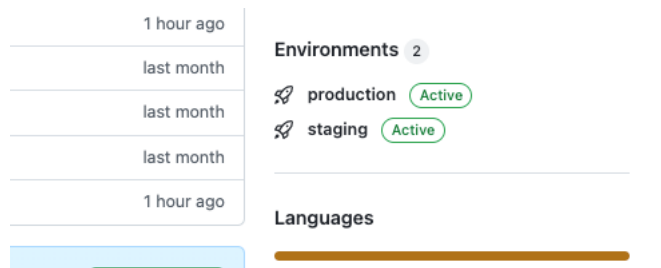 1 hour ago
last month
last month
last month
1 hour ago
Environments 2
production Active
staging Active
Languages